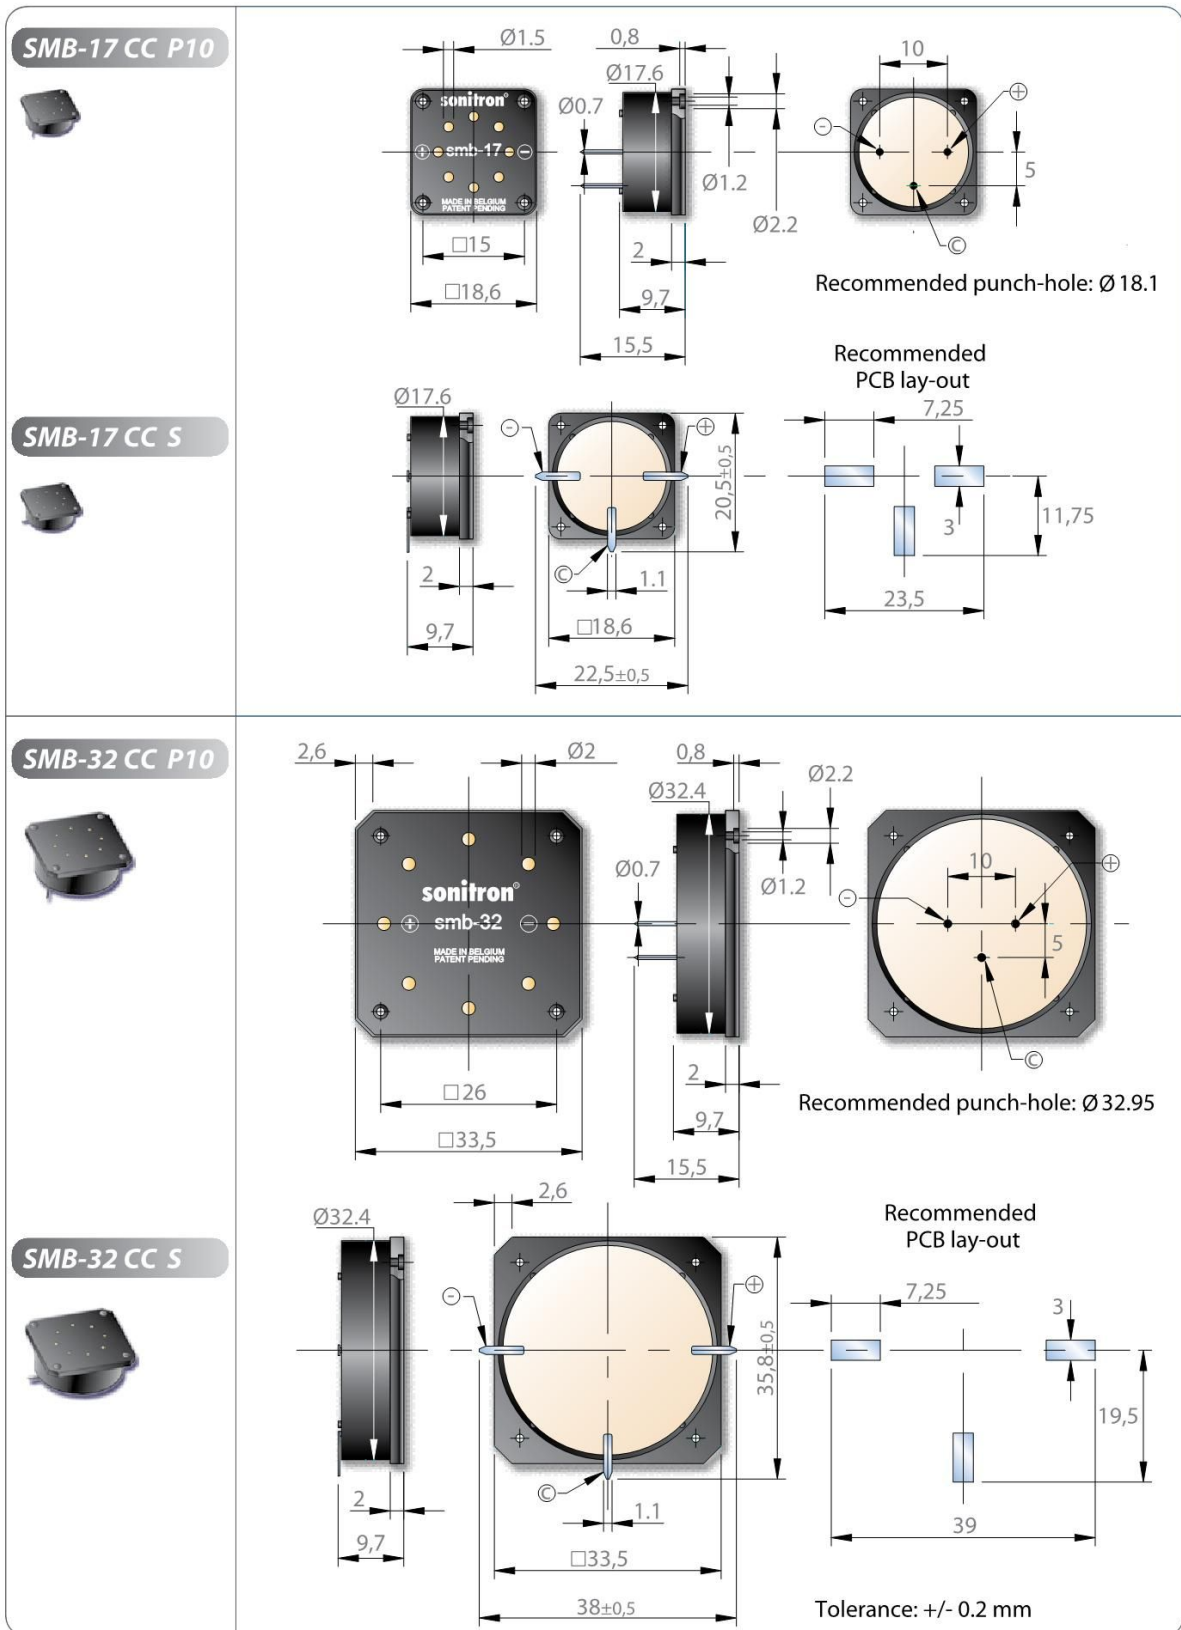 SMB-17 CC P10
Ø1.5
0,8
10
Ø17.6
sonitron®
Ø0.7
+
-
+ smb-17 -
5
Ø1.2
MADE IN BELGIUM
PATENT PENDING
Ø2.2
□15
2
©
□18,6
9,7
Recommended punch-hole: Ø 18.1
15,5
Recommended
PCB lay-out
SMB-17 CC S
Ø17.6
7,25
-
+
20,5±0,5
3
11,75
2
©
1.1
9,7
□18,6
23,5
22,5±0,5
SMB-32 CC P10
2,6
Ø2
0,8
Ø2.2
Ø32.4
10
+
Ø0.7
sonitron®
Ø1.2
-
+ smb-32 -
5
MADE IN BELGIUM
PATENT PENDING
©
2
□26
Recommended punch-hole: Ø 32.95
9,7
□33,5
15,5
2,6
Recommended
PCB lay-out
Ø32.4
SMB-32 CC S
7,25
3
-
+
35,8±0,5
19,5
2
©
1.1
9,7
39
□33,5
38±0,5
Tolerance: +/- 0.2 mm